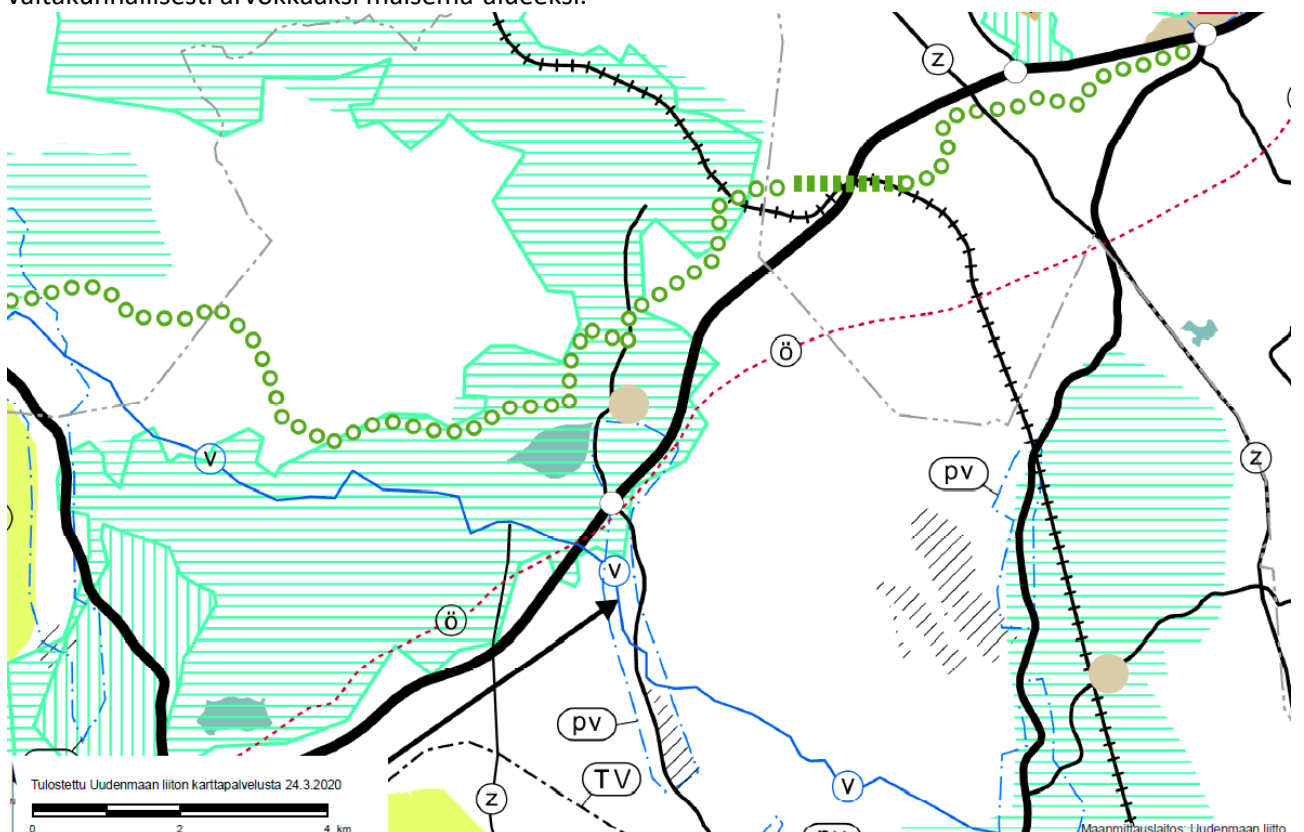 valtakunnallisesti arvokkaaksi maisema-alueeksi.
z
ö
v
pv
z
v
ö
pv
TV
z
v
Tulostettu Uudenmaan liiton karttapalvelusta 24.3.2020
0 2 4 km
Maanmittauslaitos; Uudenmaan liitto